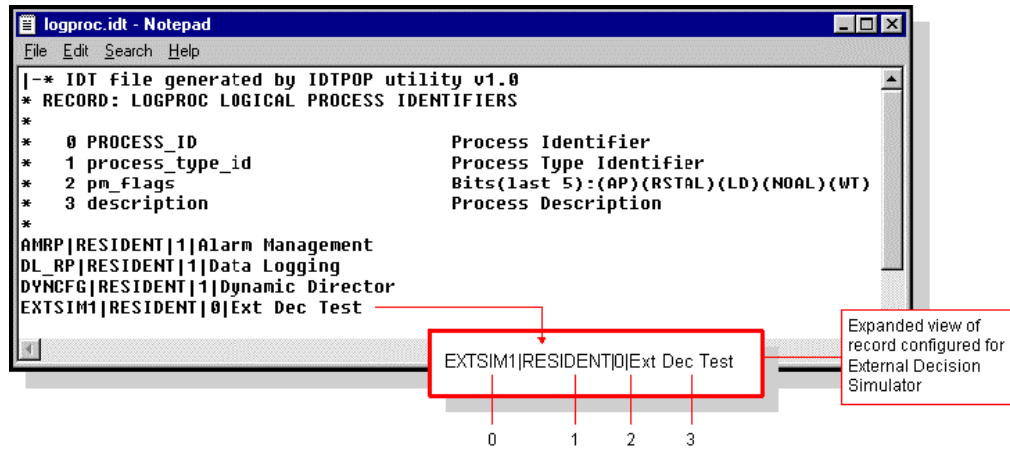 logproc.idt - Notepad
File Edit Search Help
|-* IDT file generated by IDTPOP utility v1.0
* RECORD: LOGPROC LOGICAL PROCESS IDENTIFIERS
*
* 0 PROCESS_ID Process Identifier
* 1 process_type_id Process Type Identifier
* 2 pm_flags Bits(last 5):(AP)(RSTAL)(LD)(NOAL)(WT)
* 3 description Process Description
*
AMRP|RESIDENT|1|Alarm Management
DL_RP|RESIDENT|1|Data Logging
DYNCFG|RESIDENT|1|Dynamic Director
EXTSIM1|RESIDENT|0|Ext Dec Test
EXTSIM1|RESIDENT|0|Ext Dec Test
0 1 2 3
Expanded view of
record configured for
External Decision
Simulator